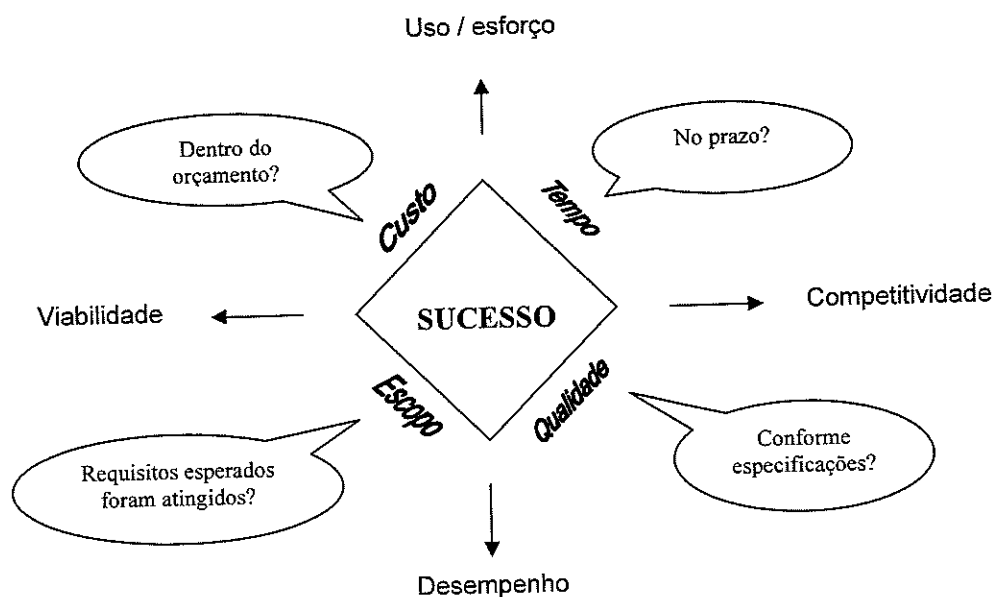 Uso / esforço
Dentro do
orçamento?
No prazo?
Custo
Tempo
Viabilidade
SUCESSO
Competitividade
Escopo
Qualidade
Requisitos esperados
foram atingidos?
Conforme
especificações?
Desempenho